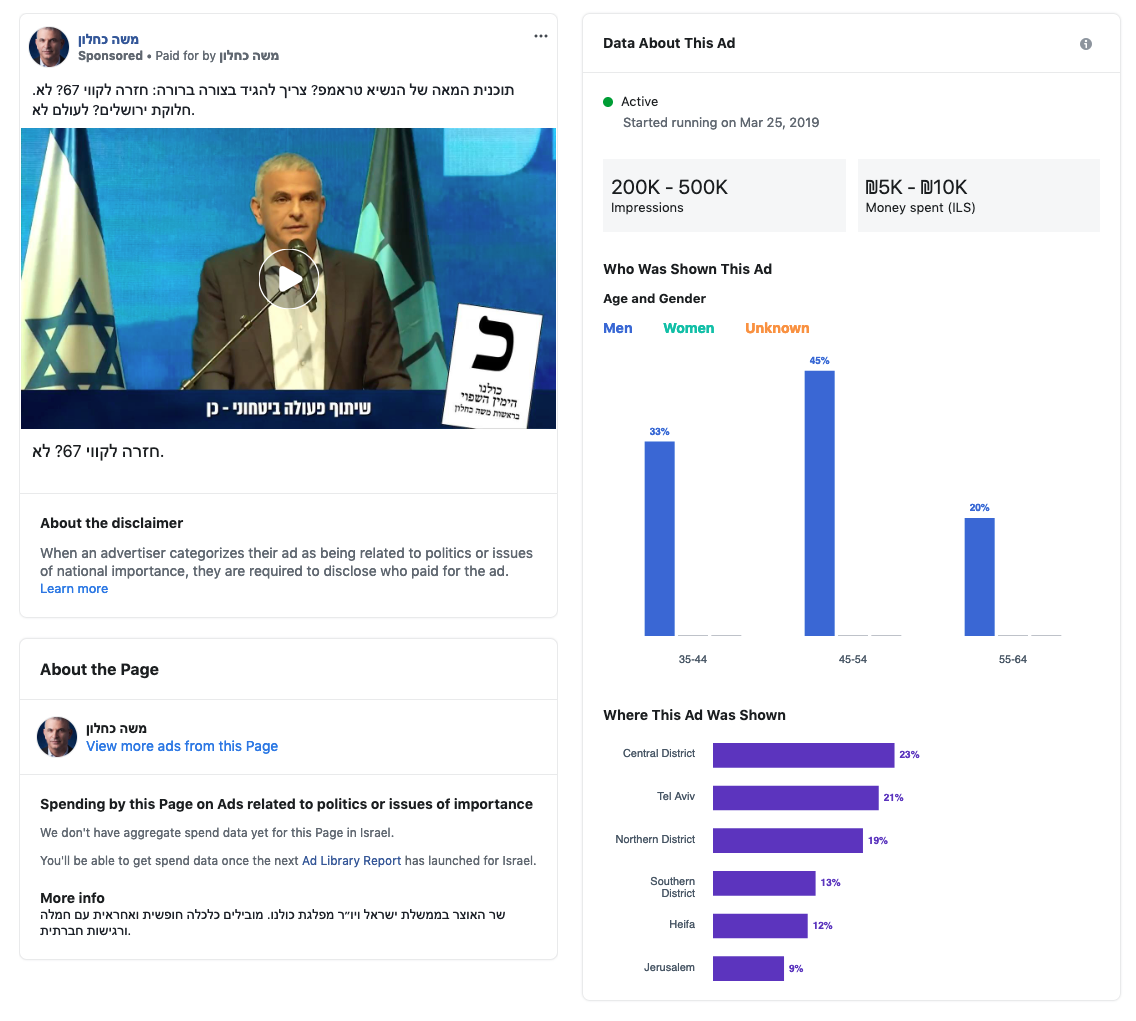 משה כחלון
Sponsored • Paid for by משה כחלון
תוכנית המאה של הנשיא טראמפ? צריך להגיד בצורה ברורה: חזרה לקווי 67? לא.
חלוקת ירושלים? לעולם לא.
כ
כולנו
הימין השפוי
בראשות משה כחלון
שיתוף פעולה ביטחוני - כן
חזרה לקווי 67? לא.
About the disclaimer
When an advertiser categorizes their ad as being related to politics or issues
of national importance, they are required to disclose who paid for the ad.
Learn more
About the Page
משה כחלון
View more ads from this Page
Spending by this Page on Ads related to politics or issues of importance
We don't have aggregate spend data yet for this Page in Israel.
You'll be able to get spend data once the next Ad Library Report has launched for Israel.
More info
שר האוצר בממשלת ישראל ויו״ר מפלגת כולנו. מובילים כלכלה חופשית ואחראית עם חמלה
ורגישות חברתית.
Data About This Ad
Active
Started running on Mar 25, 2019
200K - 500K
Impressions
₪5K - ₪10K
Money spent (ILS)
Who Was Shown This Ad
Age and Gender
Men Women Unknown
45%
33%
20%
35-44 45-54 55-64
Where This Ad Was Shown
Central District 23%
Tel Aviv 21%
Northern District 19%
Southern
District 13%
Heifa 12%
Jerusalem 9%